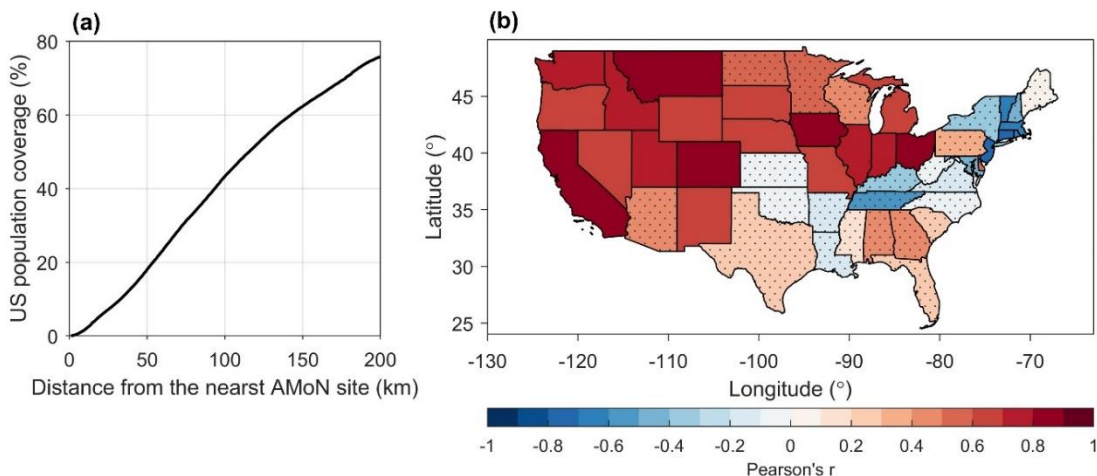 (a)
80
60
40
20
0
US population coverage (%)
0 50 100 150 200
Distance from the nearst AMoN site (km)
(b)
45
40
35
30
25
Latitude (°)
-130 -120 -110 -100 -90 -80 -70
Longitude (°)
-1 -0.8 -0.6 -0.4 -0.2 0 0.2 0.4 0.6 0.8 1
Pearson's r